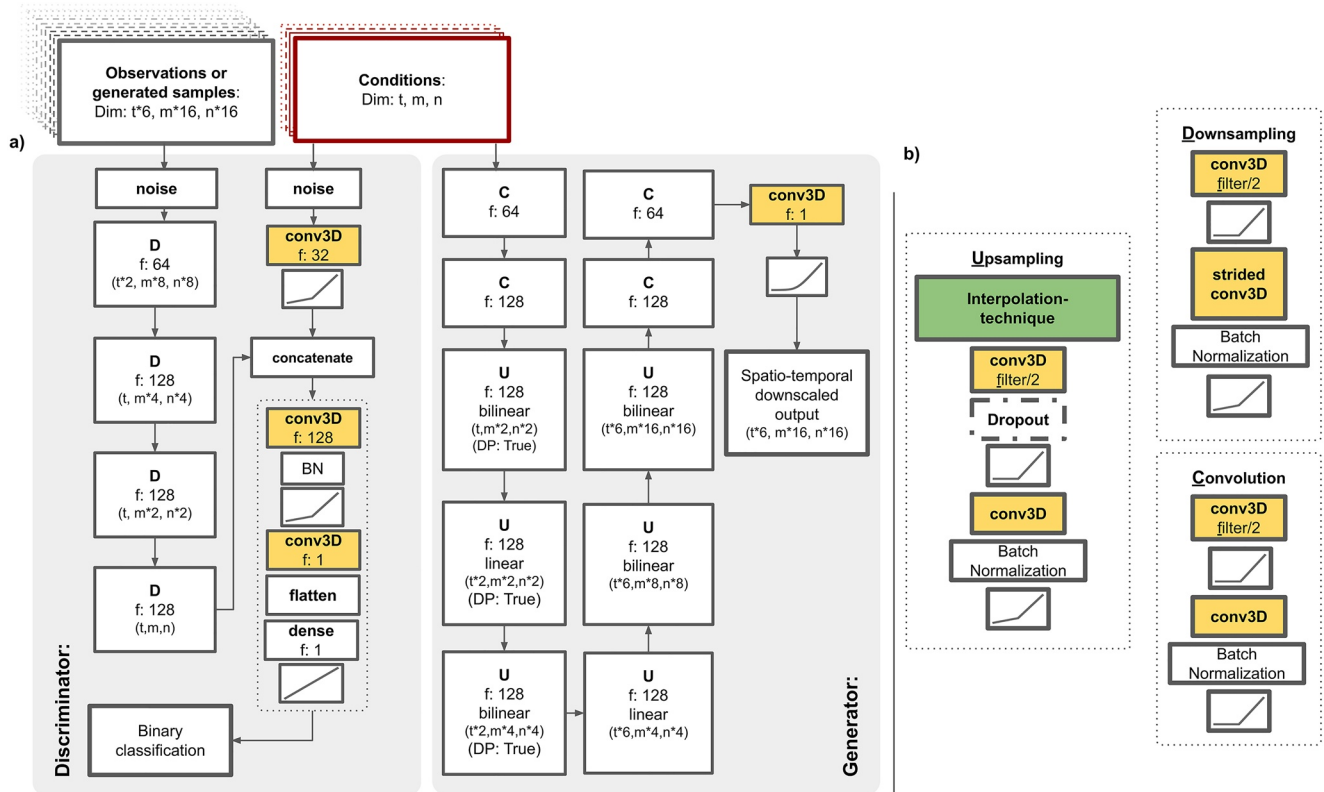 Observations or
generated samples:
Dim: t*6, m*16, n*16
Conditions:
Dim: t, m, n
a)
noise
D
f: 64
(t*2, m*8, n*8)
D
f: 128
(t, m*4, n*4)
D
f: 128
(t, m*2, n*2)
D
f: 128
(t,m,n)
noise
conv3D
f: 32
concatenate
conv3D
f: 128
BN
conv3D
f: 1
flatten
dense
f: 1
Binary
classification
Discriminator:
C
f: 64
C
f: 128
U
f: 128
bilinear
(t,m*2,n*2)
(DP: True)
U
f: 128
linear
(t*2,m*2,n*2)
(DP: True)
U
f: 128
bilinear
(t*2,m*4,n*4)
(DP: True)
C
f: 64
C
f: 128
U
f: 128
bilinear
(t*6,m*16,n*16)
U
f: 128
bilinear
(t*6,m*8,n*8)
U
f: 128
linear
(t*6,m*4,n*4)
conv3D
f: 1
Spatio-temporal
downscaled
output
(t*6, m*16, n*16)
Generator:
b)
Upsampling
Interpolation-
technique
conv3D
filter/2
Dropout
conv3D
Batch
Normalization
Downsampling
conv3D
filter/2
strided
conv3D
Batch
Normalization
Convolution
conv3D
filter/2
conv3D
Batch
Normalization